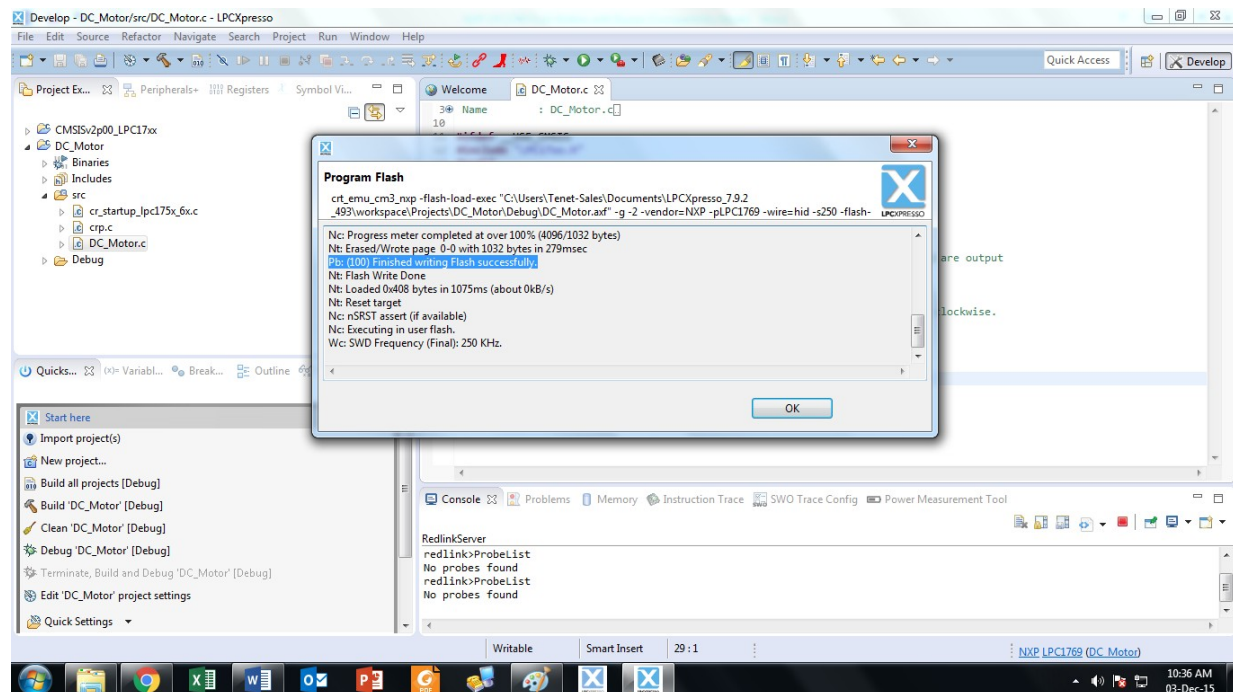 Develop - DC_Motor/src/DC_Motor.c - LPCXpresso
File Edit Source Refactor Navigate Search Project Run Window Help
Quick Access
Develop
Project Ex... Peripherals+ Registers Symbol Vi...
Welcome DC_Motor.c
CMSISv2p00_LPC17xx
DC_Motor
Binaries
Includes
src
cr_startup_lpc175x_6x.c
crp.c
DC_Motor.c
Debug
3 Name : DC_Motor.c
10
are output
lockwise.
Program Flash
crt_emu_cm3_nxp -flash-load-exec "C:\Users\Tenet-Sales\Documents\LPCXpresso_7.9.2
_493\workspace\Projects\DC_Motor\Debug\DC_Motor.axf" -g -2 -vendor=NXP -pLPC1769 -wire=hid -s250 -flash-
LPCXPRESSO
Nc: Progress meter completed at over 100% (4096/1032 bytes)
Nt: Erased/Wrote page 0-0 with 1032 bytes in 279msec
Pb: (100) Finished writing Flash successfully.
Nt: Flash Write Done
Nt: Loaded 0x408 bytes in 1075ms (about 0kB/s)
Nt: Reset target
Nc: nSRST assert (if available)
Nc: Executing in user flash.
Wc: SWD Frequency (Final): 250 KHz.
OK
Quicks... (x)= Variabl... Break... Outline
Start here
Import project(s)
New project...
Build all projects [Debug]
Build 'DC_Motor' [Debug]
Clean 'DC_Motor' [Debug]
Debug 'DC_Motor' [Debug]
Terminate, Build and Debug 'DC_Motor' [Debug]
Edit 'DC_Motor' project settings
Quick Settings
Console Problems Memory Instruction Trace SWO Trace Config Power Measurement Tool
RedlinkServer
redlink>ProbeList
No probes found
redlink>ProbeList
No probes found
Writable Smart Insert 29 : 1
NXP LPC1769 (DC_Motor)
10:36 AM
03-Dec-15